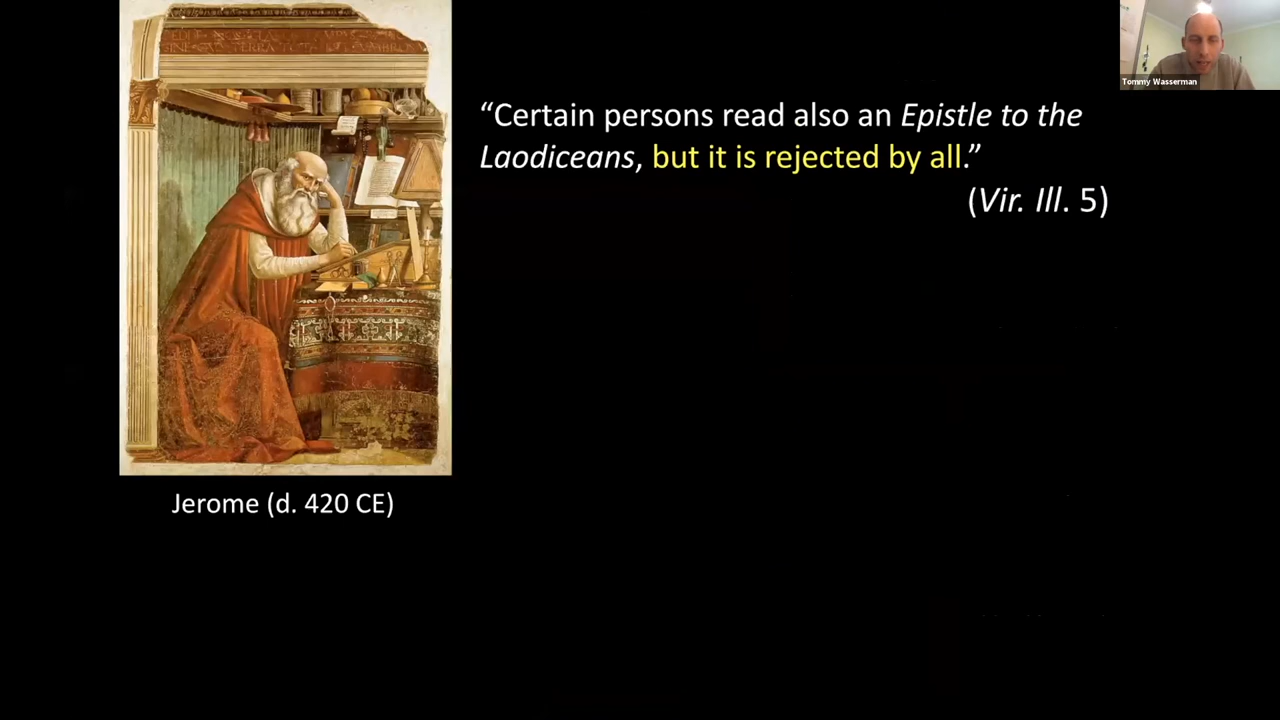 Tommy Wasserman
“Certain persons read also an Epistle to the
Laodiceans, but it is rejected by all.”
(Vir. Ill. 5)
Jerome (d. 420 CE)